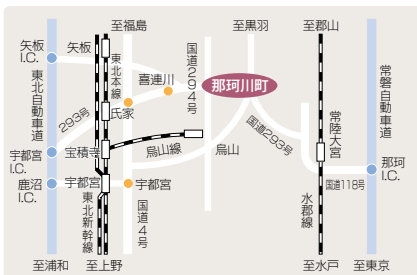 至福島
至黒羽
至郡山
矢板I.C.
矢板
東北本線
喜連川
国道294号
那珂川町
東北自動車道
293号
氏家
国道293号
常陸大宮
常磐自動車道
宇都宮I.C.
宝積寺
烏山線
烏山
那珂I.C.
鹿沼I.C.
宇都宮
宇都宮
国道118号
東北新幹線
国道4号
水郡線
至浦和
至上野
至水戸
至東京